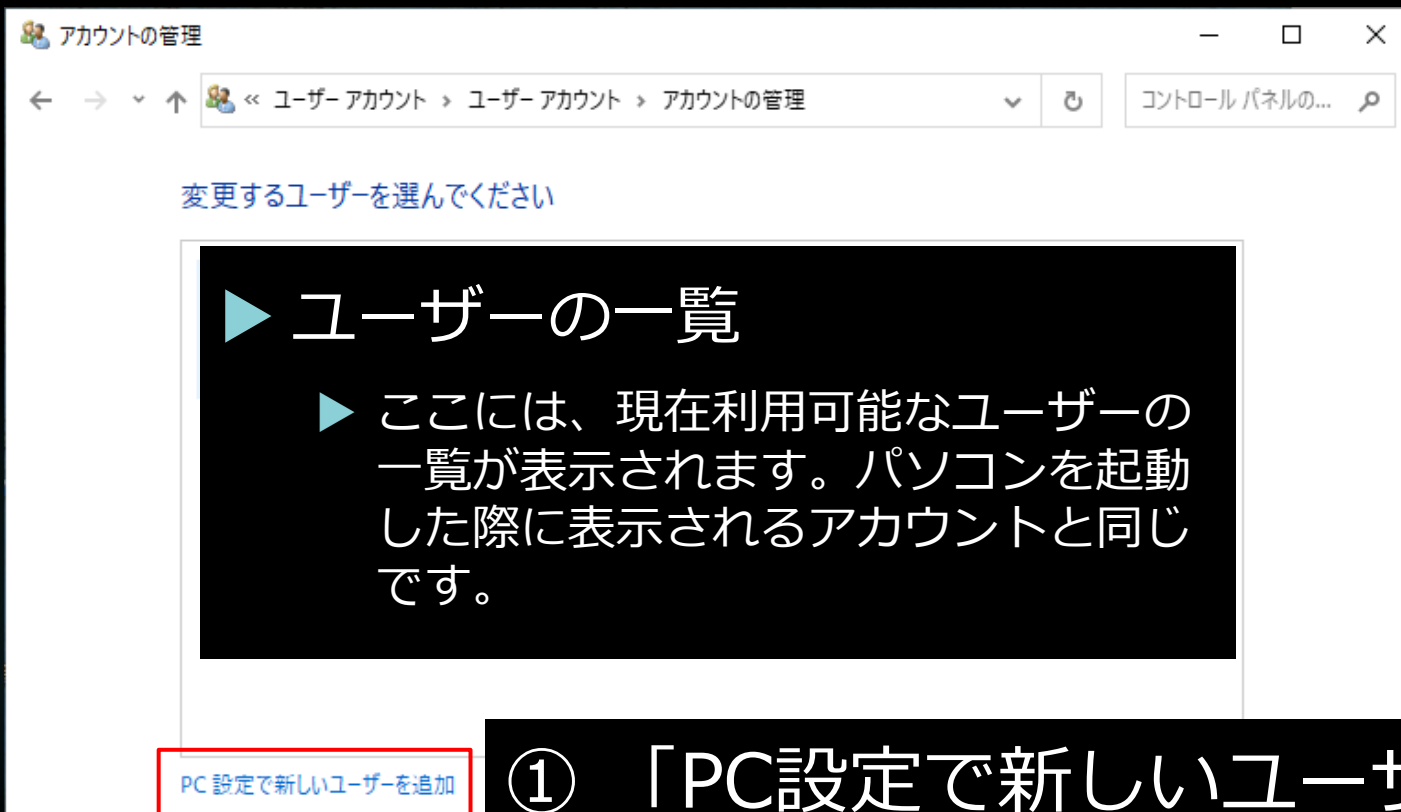 アカウントの管理
« ユーザー アカウント › ユーザー アカウント › アカウントの管理
コントロール パネルの...
変更するユーザーを選んでください
ユーザーの一覧
ここには、現在利用可能なユーザーの
一覧が表示されます。パソコンを起動
した際に表示されるアカウントと同じ
です。
PC 設定で新しいユーザーを追加
① 「PC設定で新しいユーザ